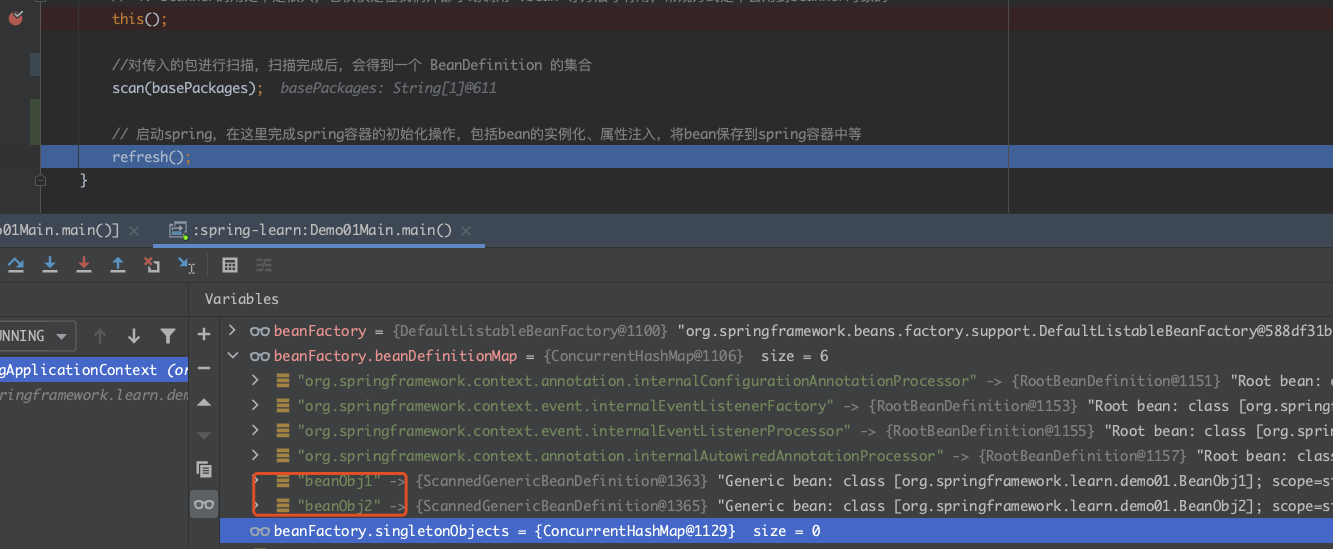 this();
//对传入的包进行扫描，扫描完成后，会得到一个 BeanDefinition 的集合
scan(basePackages);  basePackages: String[1]@611
// 启动spring，在这里完成spring容器的初始化操作，包括bean的实例化、属性注入，将bean保存到spring容器中等
refresh();
}
o01Main.main()] × :spring-learn:Demo01Main.main() ×
Variables
UNNING
beanFactory = {DefaultListableBeanFactory@1100} "org.springframework.beans.factory.support.DefaultListableBeanFactory@588df31b
beanFactory.beanDefinitionMap = {ConcurrentHashMap@1106}  size = 6
gApplicationContext (or
"org.springframework.context.annotation.internalConfigurationAnnotationProcessor" -> {RootBeanDefinition@1151} "Root bean: c
ringframework.learn.dem
"org.springframework.context.event.internalEventListenerFactory" -> {RootBeanDefinition@1153} "Root bean: class [org.spring
"org.springframework.context.event.internalEventListenerProcessor" -> {RootBeanDefinition@1155} "Root bean: class [org.sprin
"org.springframework.context.annotation.internalAutowiredAnnotationProcessor" -> {RootBeanDefinition@1157} "Root bean: class
"beanObj1" -> {ScannedGenericBeanDefinition@1363} "Generic bean: class [org.springframework.learn.demo01.BeanObj1]; scope=si
"beanObj2" -> {ScannedGenericBeanDefinition@1365} "Generic bean: class [org.springframework.learn.demo01.BeanObj2]; scope=s
beanFactory.singletonObjects = {ConcurrentHashMap@1129}  size = 0